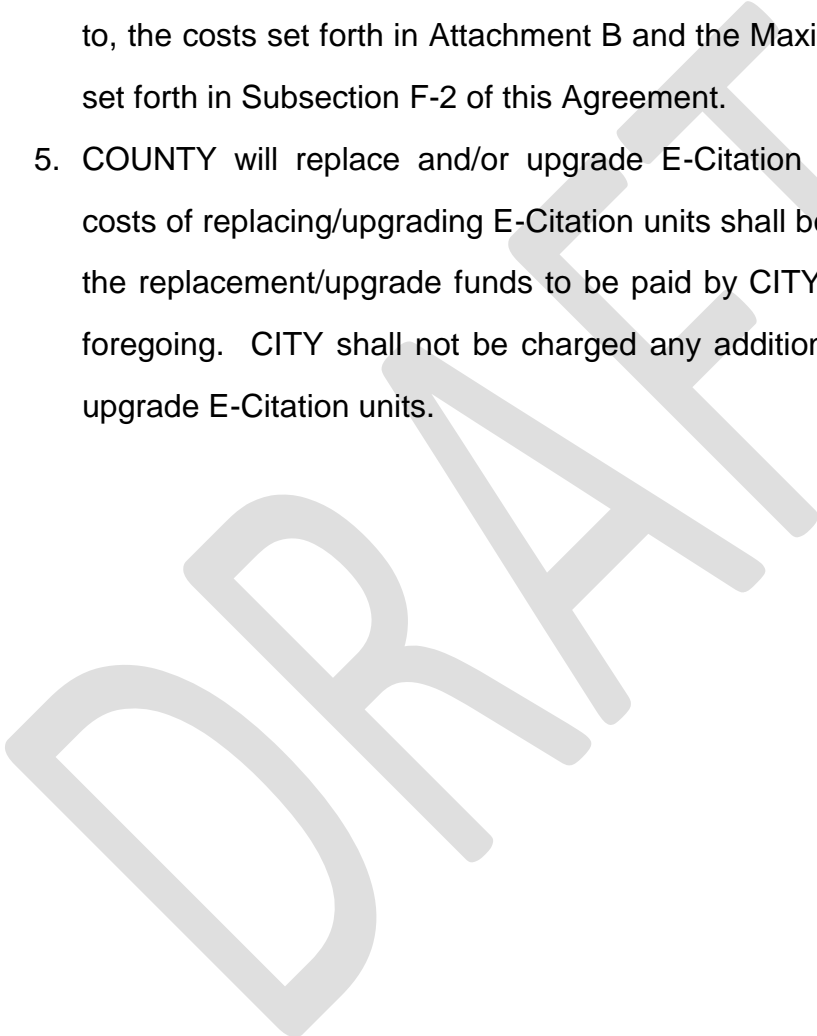 to, the costs set forth in Attachment B and the Maxi
set forth in Subsection F-2 of this Agreement.
5. COUNTY will replace and/or upgrade E-Citation
costs of replacing/upgrading E-Citation units shall be
the replacement/upgrade funds to be paid by CITY
foregoing. CITY shall not be charged any addition
upgrade E-Citation units.
DRAFT